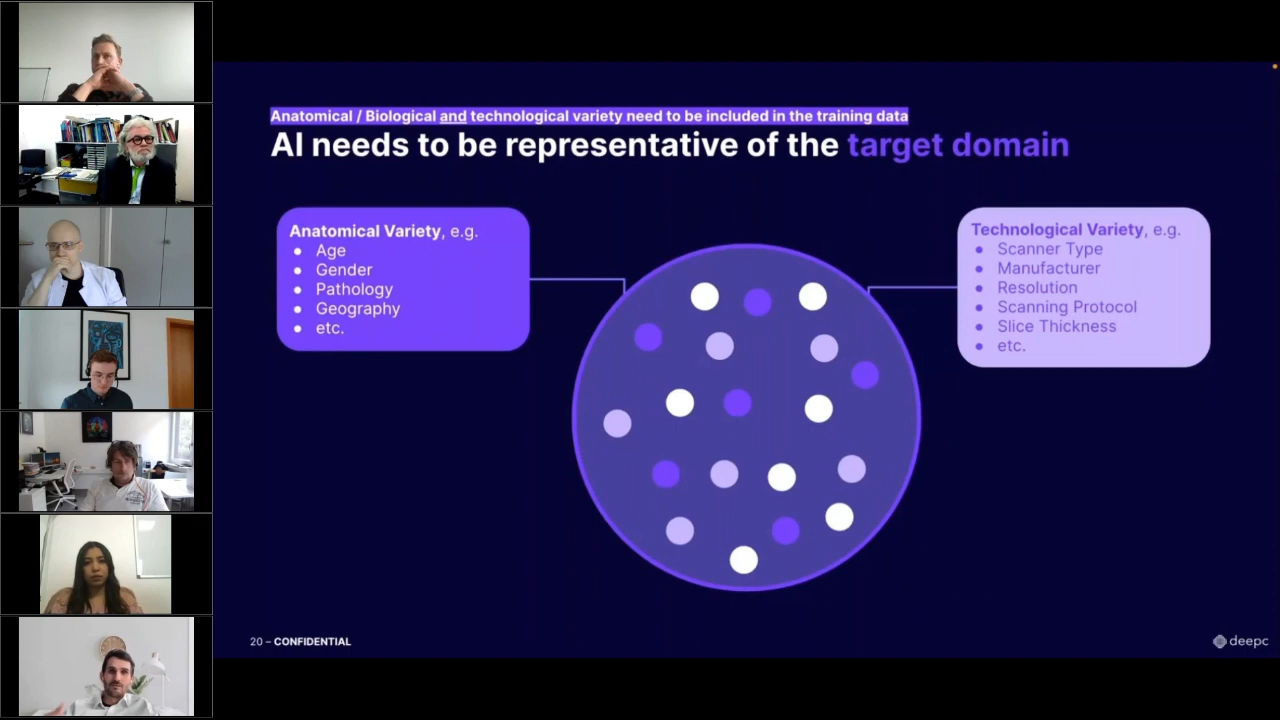 Anatomical / Biological and technological variety need to be included in the training data
AI needs to be representative of the target domain
Anatomical Variety, e.g.
● Age
● Gender
● Pathology
● Geography
● etc.
Technological Variety, e.g.
● Scanner Type
● Manufacturer
● Resolution
● Scanning Protocol
● Slice Thickness
● etc.
20 – CONFIDENTIAL
deepc